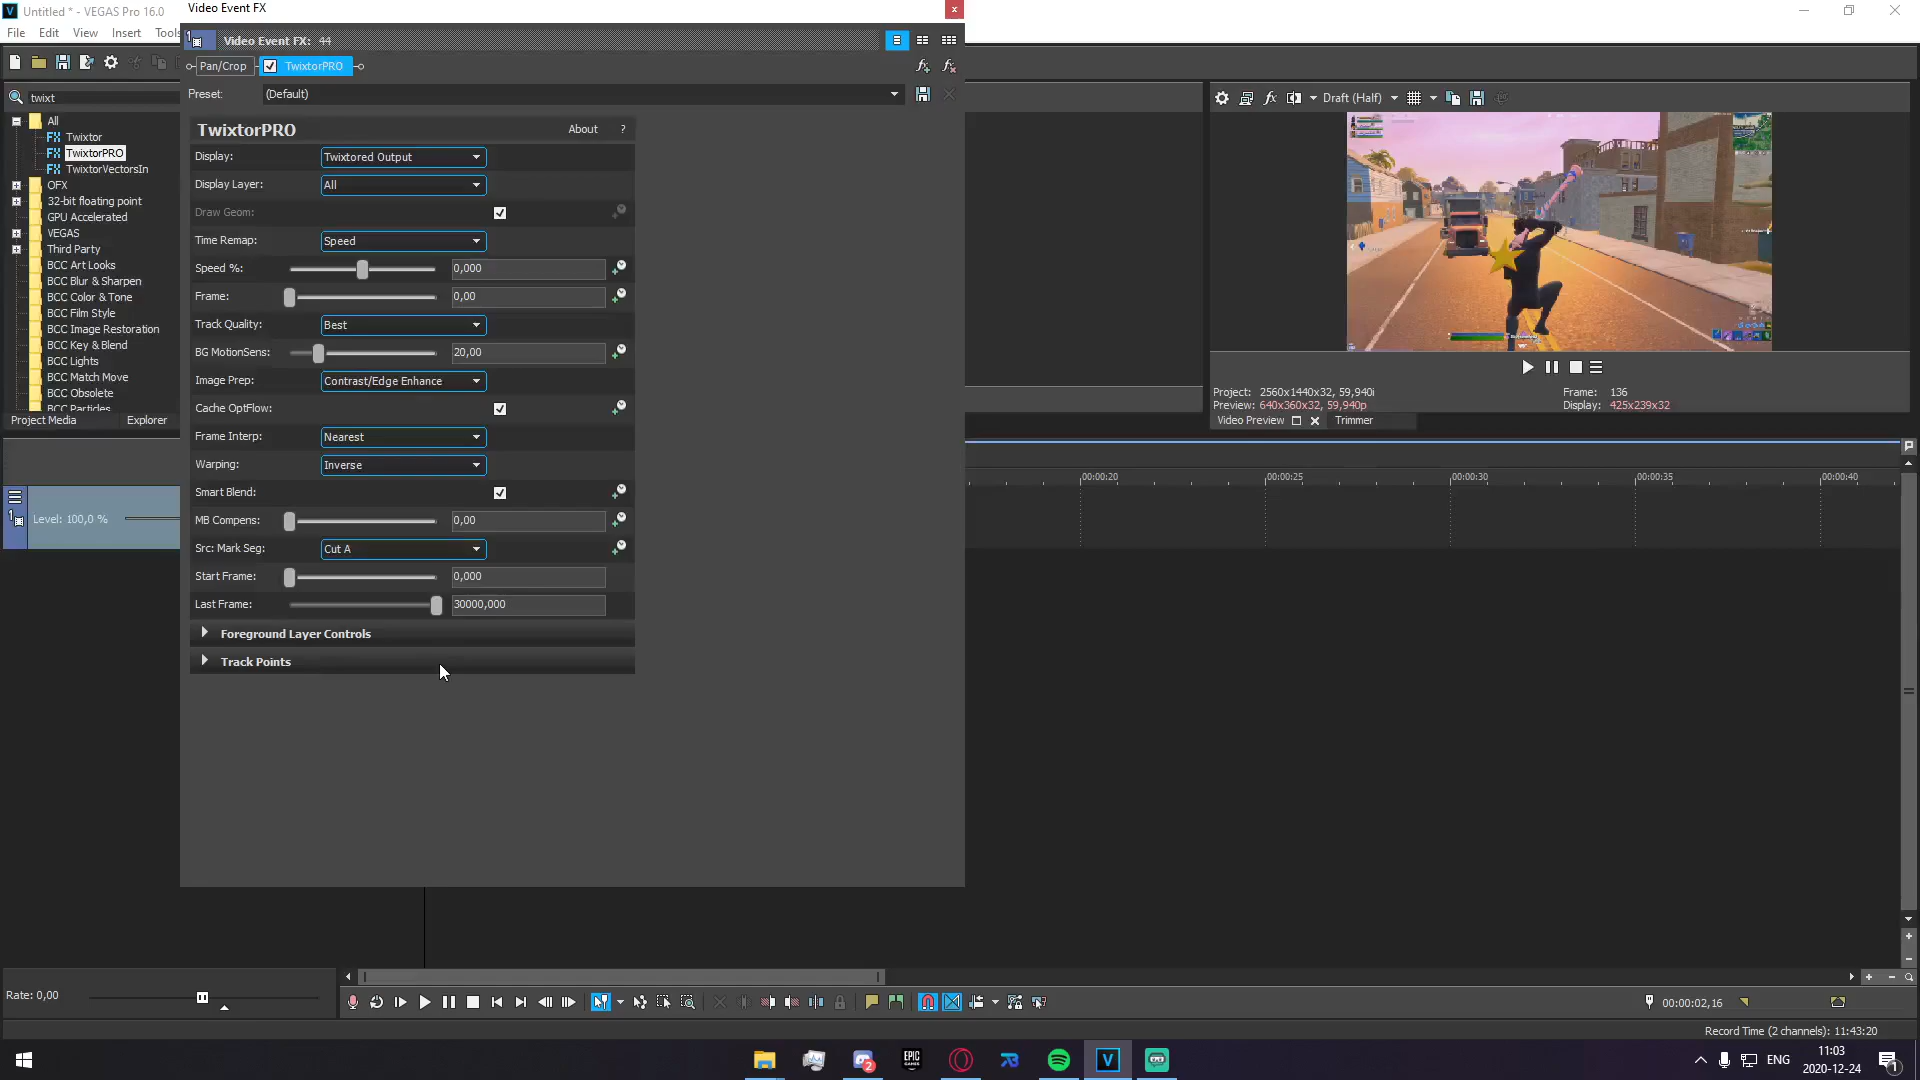 Untitled * - VEGAS Pro 16.0
File Edit View Insert Tools
twixt
All
Twixtor
TwixtorPRO
TwixtorVectorsIn
OFX
32-bit floating point
GPU Accelerated
VEGAS
Third Party
BCC Art Looks
BCC Blur & Sharpen
BCC Color & Tone
BCC Film Style
BCC Image Restoration
BCC Key & Blend
BCC Lights
BCC Match Move
BCC Obsolete
BCC Particles
Project Media Explorer
Level: 100,0 %
Rate: 0,00
Video Event FX
Video Event FX: 44
Pan/Crop TwixtorPRO
Preset: (Default)
TwixtorPRO About ?
Display: Twixtored Output
Display Layer: All
Draw Geom:
Time Remap: Speed
Speed %: 0,000
Frame: 0,00
Track Quality: Best
BG MotionSens: 20,00
Image Prep: Contrast/Edge Enhance
Cache OptFlow:
Frame Interp: Nearest
Warping: Inverse
Smart Blend:
MB Compens: 0,00
Src: Mark Seg: Cut A
Start Frame: 0,000
Last Frame: 30000,000
Foreground Layer Controls
Track Points
Draft (Half)
Project: 2560x1440x32, 59,940i Frame: 136
Preview: 640x360x32, 59,940p Display: 425x239x32
Video Preview Trimmer
00:00:20 00:00:25 00:00:30 00:00:35 00:00:40
00:00:02,16
Record Time (2 channels): 11:43:20
2
EPIC
GAMES
V
ENG
11:03
2020-12-24
1